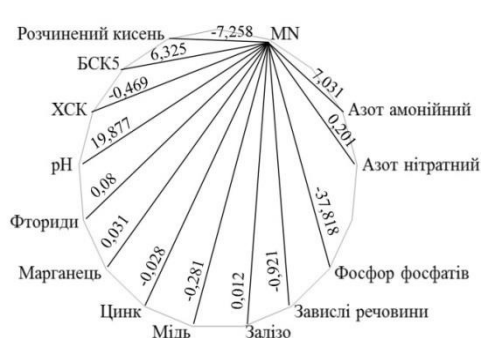 Розчинений кисень
-7,258
MN
БСК5
6,325
7,031
ХСК
-0,469
Азот амонійний
0,201
рН
19,877
Азот нітратний
Фториди
0,08
-37,818
Марганець
0,031
Фосфор фосфатів
Цинк
-0,028
-0,281
0,012
-0,921
Завислі речовини
Мідь
Залізо